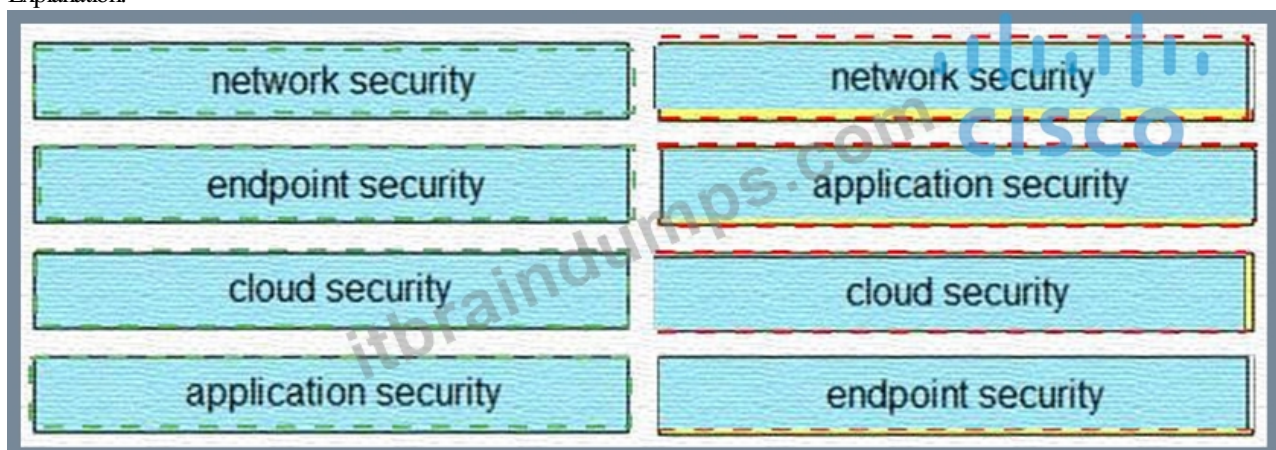 Explanation:
network security
network security
endpoint security
application security
cloud security
cloud security
application security
endpoint security
CISCO
itbraindumps.com